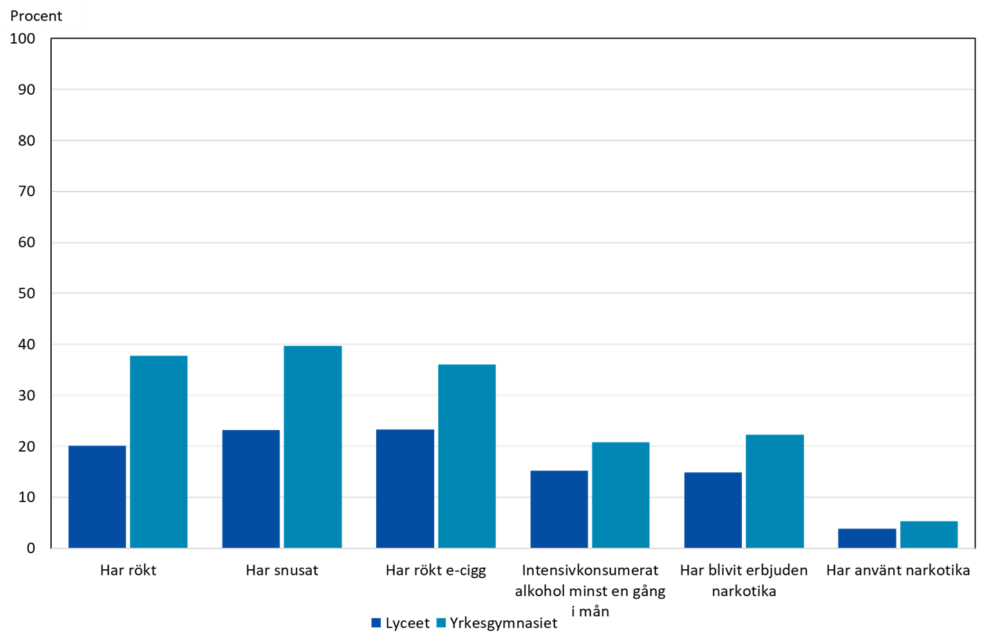 Procent
100
90
80
70
60
50
40
30
20
10
0
Har rökt
Har snusat
Har rökt e-cigg
Intensivkonsumerat
alkohol minst en gång
i mån
Har blivit erbjuden
narkotika
Har använt narkotika
Lyceet
Yrkesgymnasiet